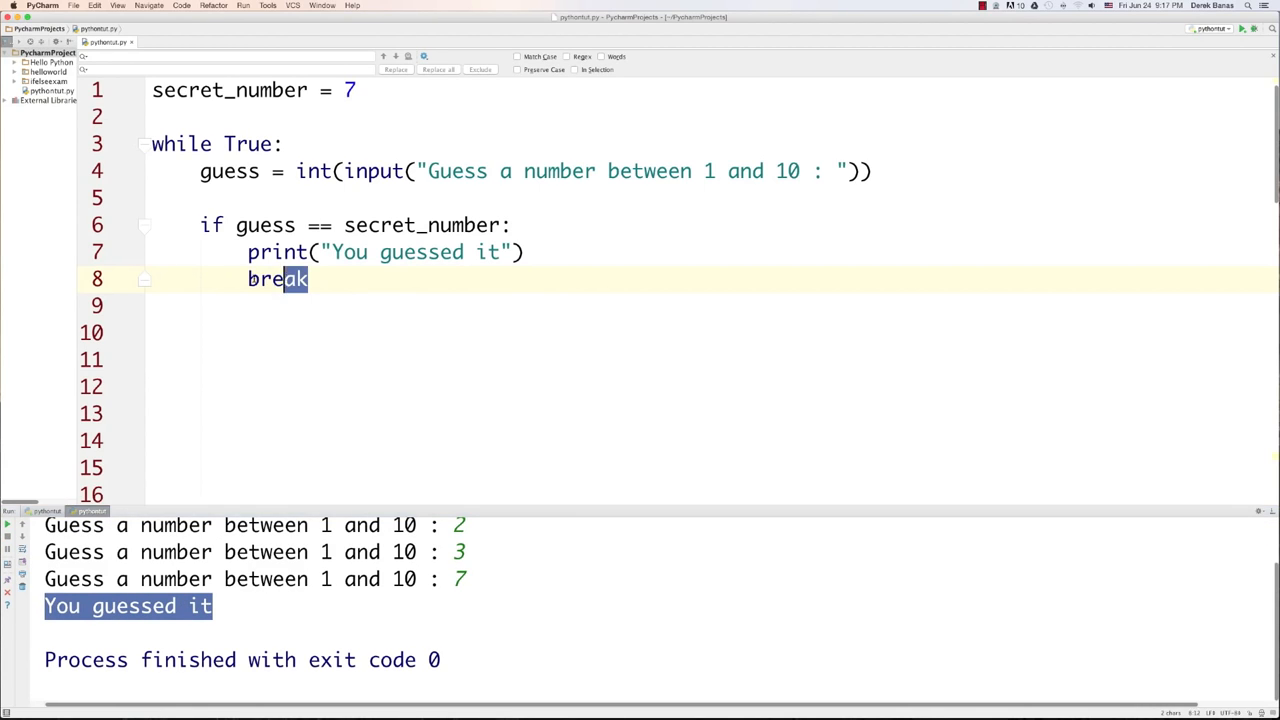 PyCharm File Edit View Navigate Code Refactor Run Tools VCS Window Help
10 Fri Jun 24 9:17 PM Derek Banas
pythontut.py - PycharmProjects - [~/PycharmProjects]
PycharmProjects pythontut.py
pythontut
pythontut.py ×
PycharmProject
Hello Python
helloworld
ifelseexam
pythontut.py
External Librarie
Match Case Regex Words
Replace Replace all Exclude Preserve Case In Selection
1 secret_number = 7
2
3 while True:
4 guess = int(input("Guess a number between 1 and 10 : "))
5
6 if guess == secret_number:
7 print("You guessed it")
8 break
9
10
11
12
13
14
15
16
Run: pythontut pythontut
Guess a number between 1 and 10 : 2
Guess a number between 1 and 10 : 3
Guess a number between 1 and 10 : 7
You guessed it
Process finished with exit code 0
2 chars 8:12 LF UTF-8